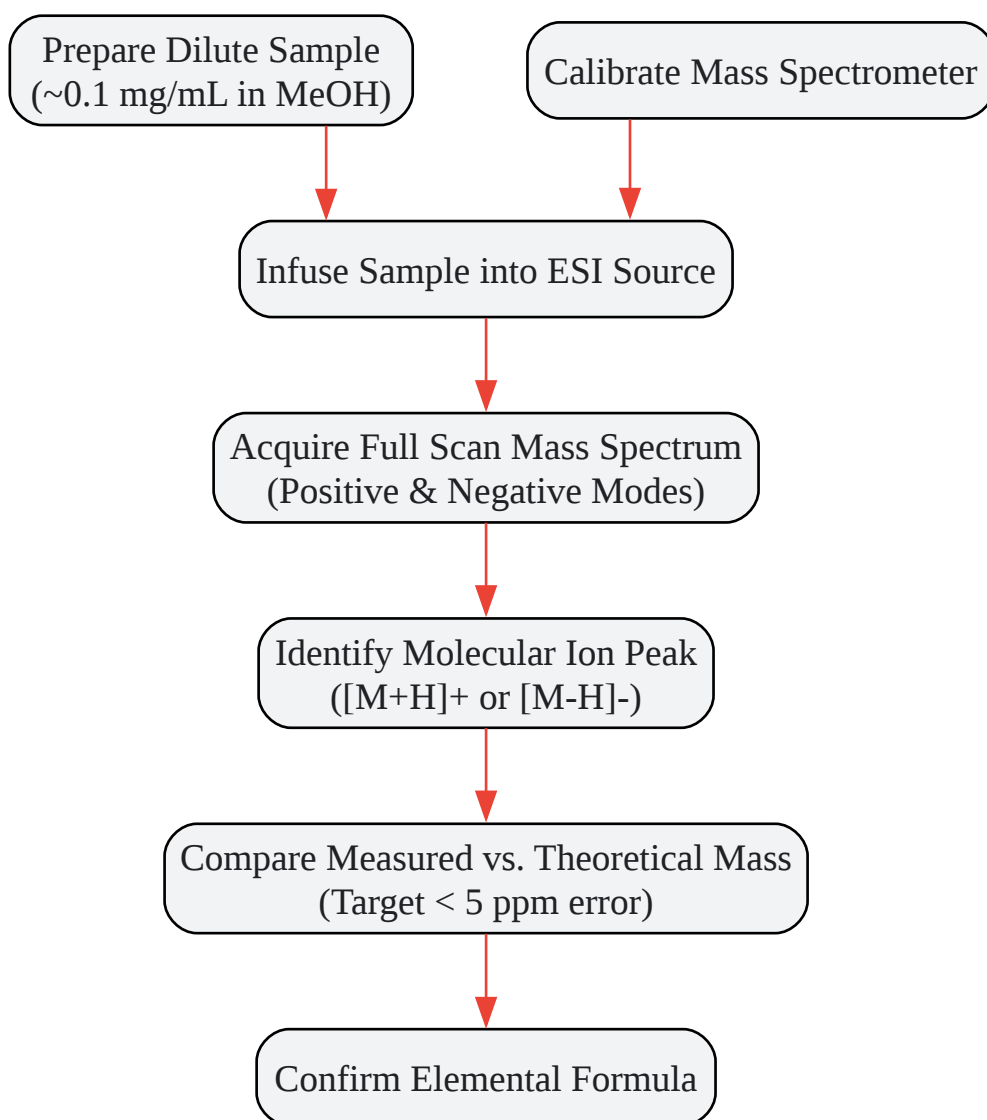 Prepare Dilute Sample
(~0.1 mg/mL in MeOH)
Calibrate Mass Spectrometer
Infuse Sample into ESI Source
Acquire Full Scan Mass Spectrum
(Positive & Negative Modes)
Identify Molecular Ion Peak
([M+H]+ or [M-H]-)
Compare Measured vs. Theoretical Mass
(Target < 5 ppm error)
Confirm Elemental Formula